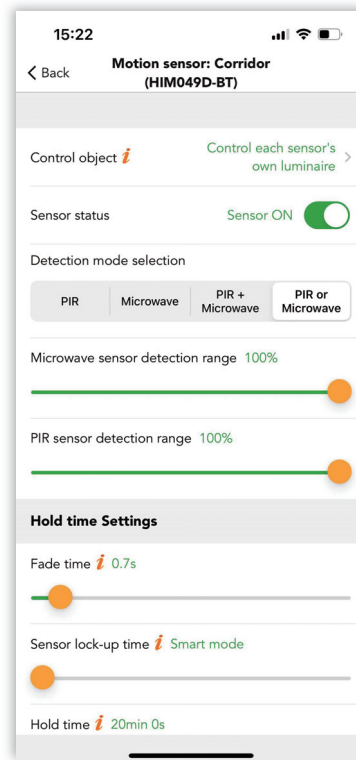 15:22
Back
Motion sensor: Corridor
(HIM049D-BT)
Control object i
Control each sensor's
own luminaire
Sensor status
Sensor ON
Detection mode selection
PIR
Microwave
PIR +
Microwave
PIR or
Microwave
Microwave sensor detection range 100%
PIR sensor detection range 100%
Hold time Settings
Fade time i 0.7s
Sensor lock-up time i Smart mode
Hold time i 20min 0s